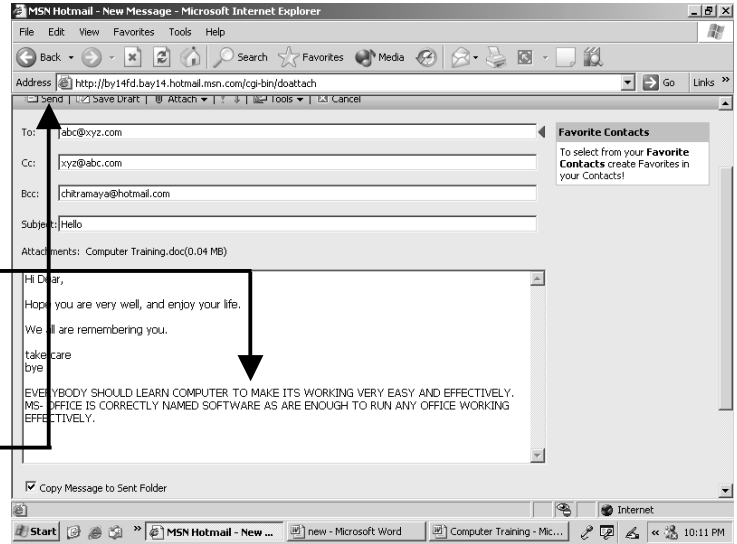 MSN Hotmail - New Message - Microsoft Internet Explorer
File Edit View Favorites Tools Help
Back Search Favorites Media
Address http://by14fd.bay14.hotmail.msn.com/cgi-bin/doattach Go Links »
Send | Save Draft | Attach | Tools | Cancel
To: abc@xyz.com
Favorite Contacts
To select from your Favorite
Contacts create Favorites in
your Contacts!
Cc: xyz@abc.com
Bcc: chitramaya@hotmail.com
Subject: Hello
Attachments: Computer Training.doc(0.04 MB)
Hi Dear,
Hope you are very well, and enjoy your life.
We all are remembering you.
take care
bye
EVERYBODY SHOULD LEARN COMPUTER TO MAKE ITS WORKING VERY EASY AND EFFECTIVELY.
MS- OFFICE IS CORRECTLY NAMED SOFTWARE AS ARE ENOUGH TO RUN ANY OFFICE WORKING
EFFECTIVELY.
Copy Message to Sent Folder
Internet
Start » MSN Hotmail - New ... new - Microsoft Word Computer Training - Mic... « 10:11 PM